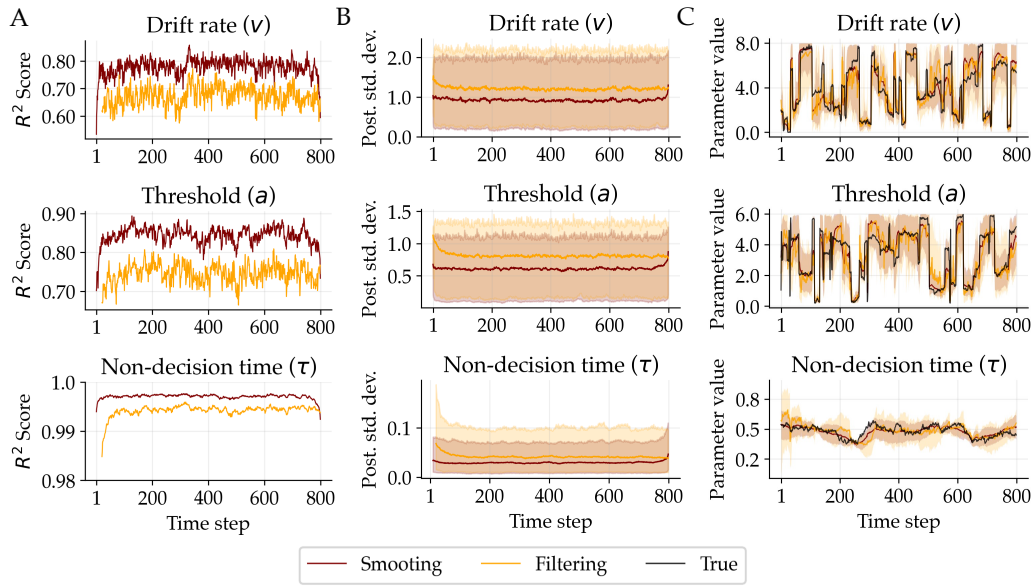 A
Drift rate (v)
R² Score
0.80
0.70
0.60
1
200
400
600
800
Threshold (a)
R² Score
0.90
0.80
0.70
1
200
400
600
800
Non-decision time (τ)
R² Score
1.0
0.99
0.98
1
200
400
600
800
Time step
B
Drift rate (v)
Post. std. dev.
2.0
1.0
0.0
1
200
400
600
800
Threshold (a)
Post. std. dev.
1.5
1.0
0.5
1
200
400
600
800
Non-decision time (τ)
Post. std. dev.
0.1
0.0
1
200
400
600
800
Time step
C
Drift rate (v)
Parameter value
8.0
4.0
0.0
1
200
400
600
800
Threshold (a)
Parameter value
6.0
4.0
2.0
0.0
1
200
400
600
800
Non-decision time (τ)
Parameter value
0.8
0.5
0.2
1
200
400
600
800
Time step
Smooting
Filtering
True